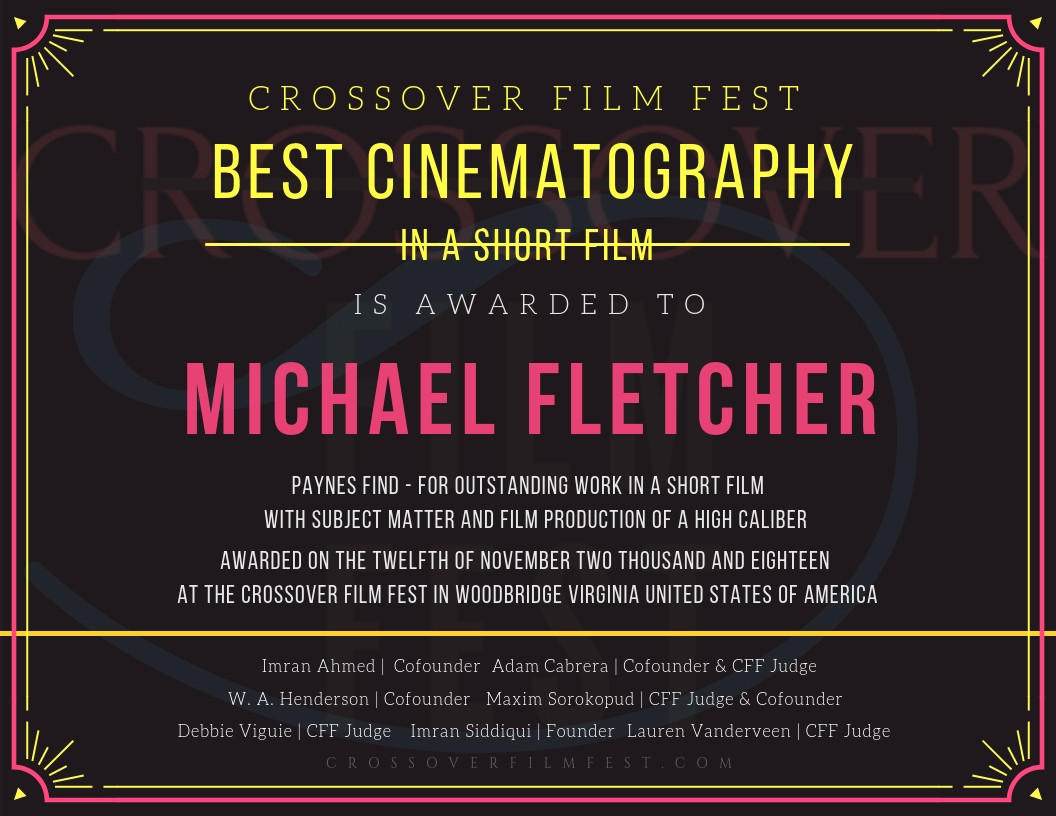 CROSSOVER FILM FEST
BEST CINEMATOGRAPHY
IN A SHORT FILM
IS AWARDED TO
MICHAEL FLETCHER
PAYNES FIND - FOR OUTSTANDING WORK IN A SHORT FILM
WITH SUBJECT MATTER AND FILM PRODUCTION OF A HIGH CALIBER
AWARDED ON THE TWELFTH OF NOVEMBER TWO THOUSAND AND EIGHTEEN
AT THE CROSSOVER FILM FEST IN WOODBRIDGE VIRGINIA UNITED STATES OF AMERICA
Imran Ahmed | Cofounder Adam Cabrera | Cofounder & CFF Judge
W. A. Henderson | Cofounder Maxim Sorokopud | CFF Judge & Cofounder
Debbie Viguie | CFF Judge Imran Siddiqui | Founder Lauren Vanderveen | CFF Judge
CROSSOVERFILMFEST.COM
CROSSOVER
FILM
FEST